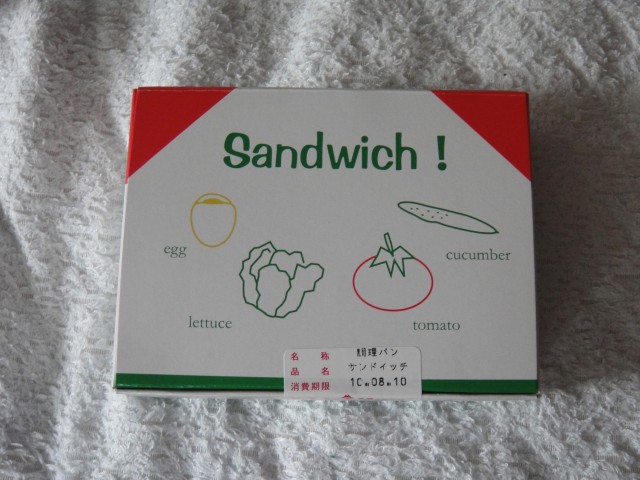 Sandwich !
egg
cucumber
lettuce
tomato
名 称 調理パン
品 名 サンドイッチ
消費期限 10.08.10